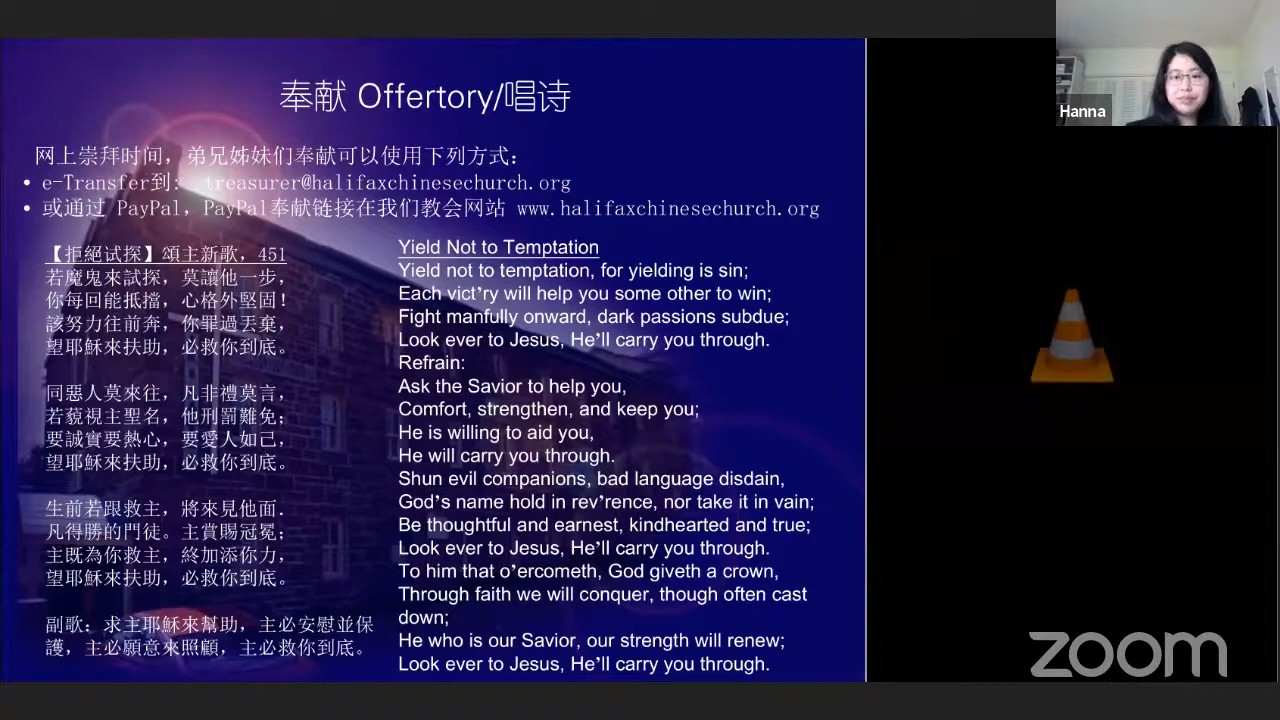 Hanna
奉献 Offertory/唱诗
网上崇拜时间，弟兄姊妹们奉献可以使用下列方式：
• e-Transfer到: treasurer@halifaxchinesechurch.org
• 或通过 PayPal，PayPal奉献链接在我们教会网站 www.halifaxchinesechurch.org
【拒絕试探】頌主新歌，451
若魔鬼來試探，莫讓他一步，
你每回能抵擋，心格外堅固！
該努力往前奔，你罪過丟棄，
望耶穌來扶助，必救你到底。
同惡人莫來往，凡非禮莫言，
若藐視主聖名，他刑罰難免；
要誠實要熱心，要愛人如己，
望耶穌來扶助，必救你到底。
生前若跟救主，將來見他面．
凡得勝的門徒。主賞賜冠冕；
主既為你救主，終加添你力，
望耶穌來扶助，必救你到底。
副歌：求主耶穌來幫助，主必安慰並保
護，主必願意來照顧，主必救你到底。
Yield Not to Temptation
Yield not to temptation, for yielding is sin;
Each vict’ry will help you some other to win;
Fight manfully onward, dark passions subdue;
Look ever to Jesus, He’ll carry you through.
Refrain:
Ask the Savior to help you,
Comfort, strengthen, and keep you;
He is willing to aid you,
He will carry you through.
Shun evil companions, bad language disdain,
God’s name hold in rev’rence, nor take it in vain;
Be thoughtful and earnest, kindhearted and true;
Look ever to Jesus, He’ll carry you through.
To him that o’ercometh, God giveth a crown,
Through faith we will conquer, though often cast
down;
He who is our Savior, our strength will renew;
Look ever to Jesus, He’ll carry you through.
zoom